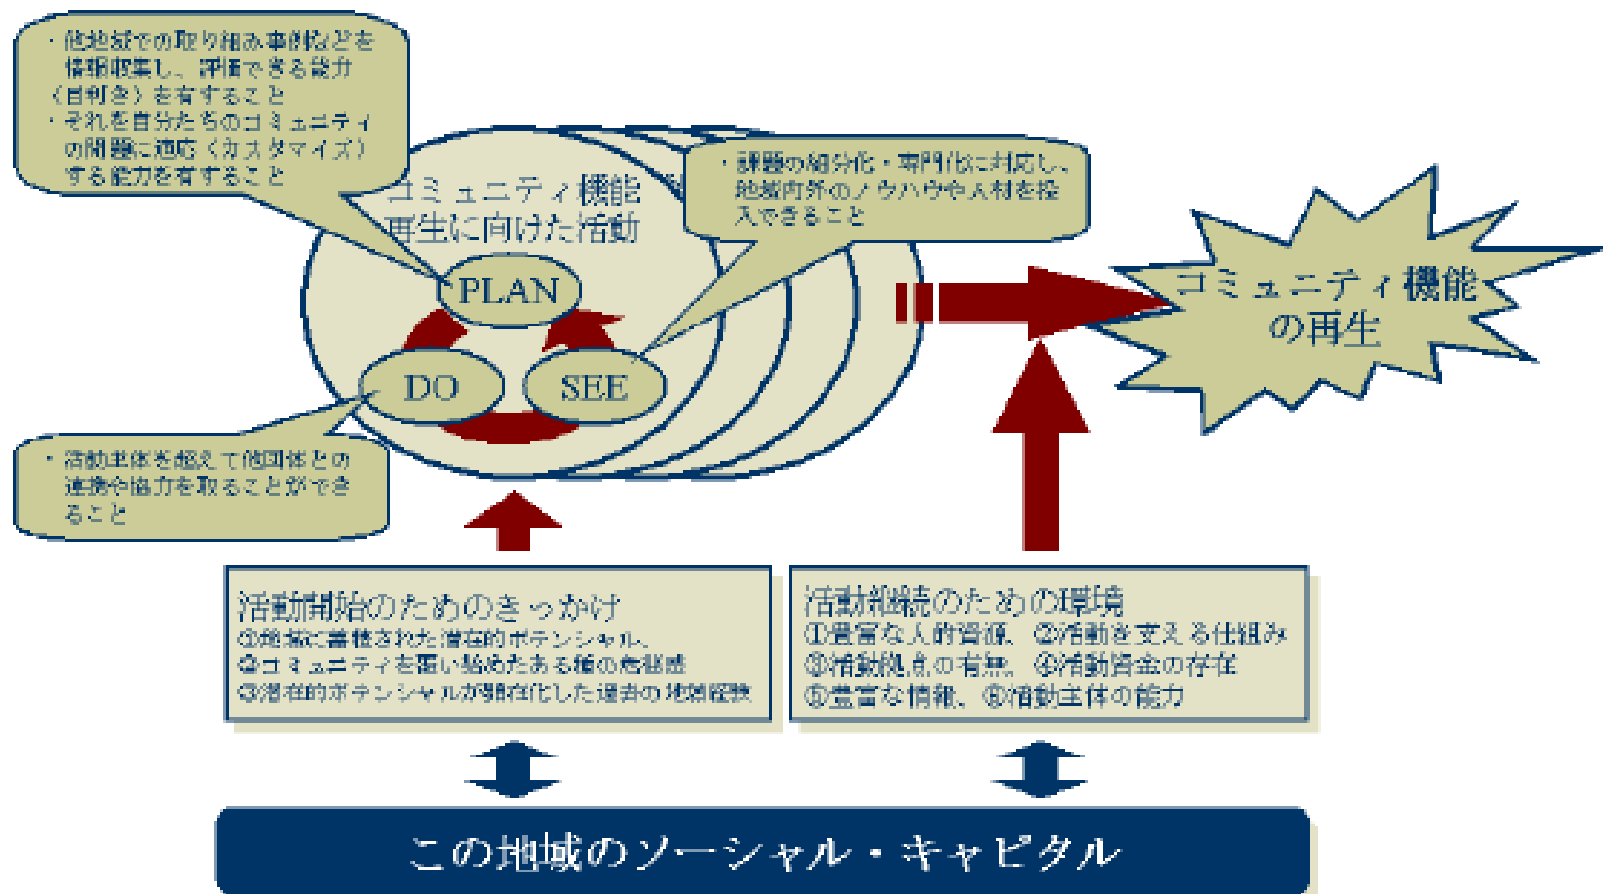 ・他地域での取り組み事例などを
情報収集し、評価できる能力
（目利き）を有すること
・それを自分たちのコミュニティ
の問題に適応（カスタマイズ）
する能力を有すること
コミュニティ機能
再生に向けた活動
・課題の細分化・専門化に対応し、
地域内外のノウハウや人材を投
入できること
PLAN
DO
SEE
コミュニティ機能
の再生
・活動主体を超えて他団体との
連携や協力を取ることができ
ること
活動開始のためのきっかけ
①地域に蓄積された潜在的ポテンシャル、
②コミュニティを覆い始めたある種の危機感
③潜在的ポテンシャルが顕在化した過去の地域経験
活動継続のための環境
①豊富な人的資源、②活動を支える仕組み
③活動拠点の有無、④活動資金の存在
⑤豊富な情報、⑥活動主体の能力
この地域のソーシャル・キャピタル